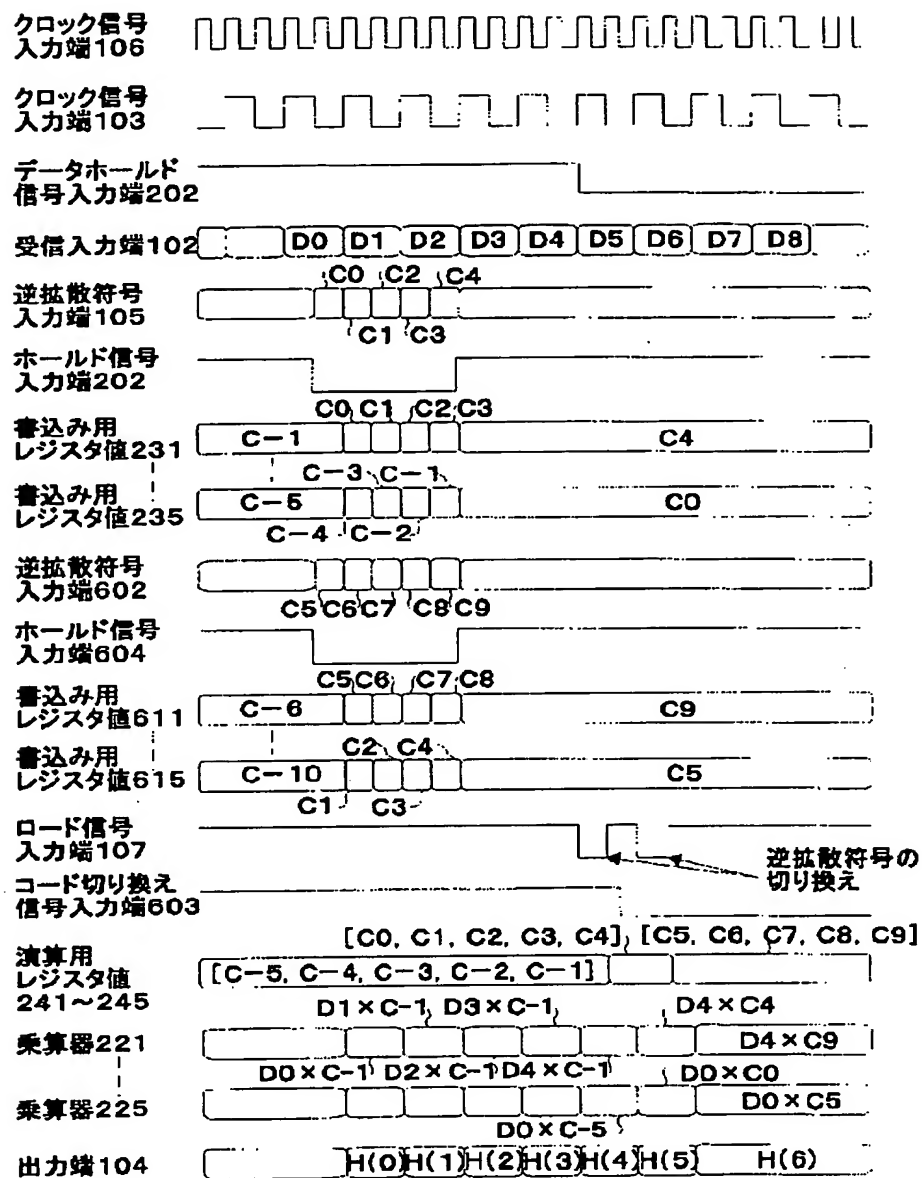 クロック信号
入力端106
クロック信号
入力端103
データホールド
信号入力端202
受信入力端102 D0 D1 D2 D3 D4 D5 D6 D7 D8
C0 C2 C4
逆拡散符号
入力端105
C1 C3
ホールド信号
入力端202
C0 C1 C2 C3
書込み用
レジスタ値231 C-1 C4
C-3 C-1
書込み用
レジスタ値235 C-5 C0
C-4 C-2
逆拡散符号
入力端602
C5 C6 C7 C8 C9
ホールド信号
入力端604
C5 C6 C7 C8
書込み用
レジスタ値611 C-6 C9
C2 C4
書込み用
レジスタ値615 C-10 C5
C1 C3
ロード信号
入力端107
逆拡散符号の
切り換え
コード切り換え
信号入力端603
[C0, C1, C2, C3, C4] [C5, C6, C7, C8, C9]
演算用
レジスタ値
241~245
[C-5, C-4, C-3, C-2, C-1]
D1×C-1 D3×C-1 D4×C4
乗算器221 D4×C9
D0×C-1 D2×C-1 D4×C-1 D0×C0
乗算器225 D0×C5
D0×C-5
出力端104 H(0) H(1) H(2) H(3) H(4) H(5) H(6)